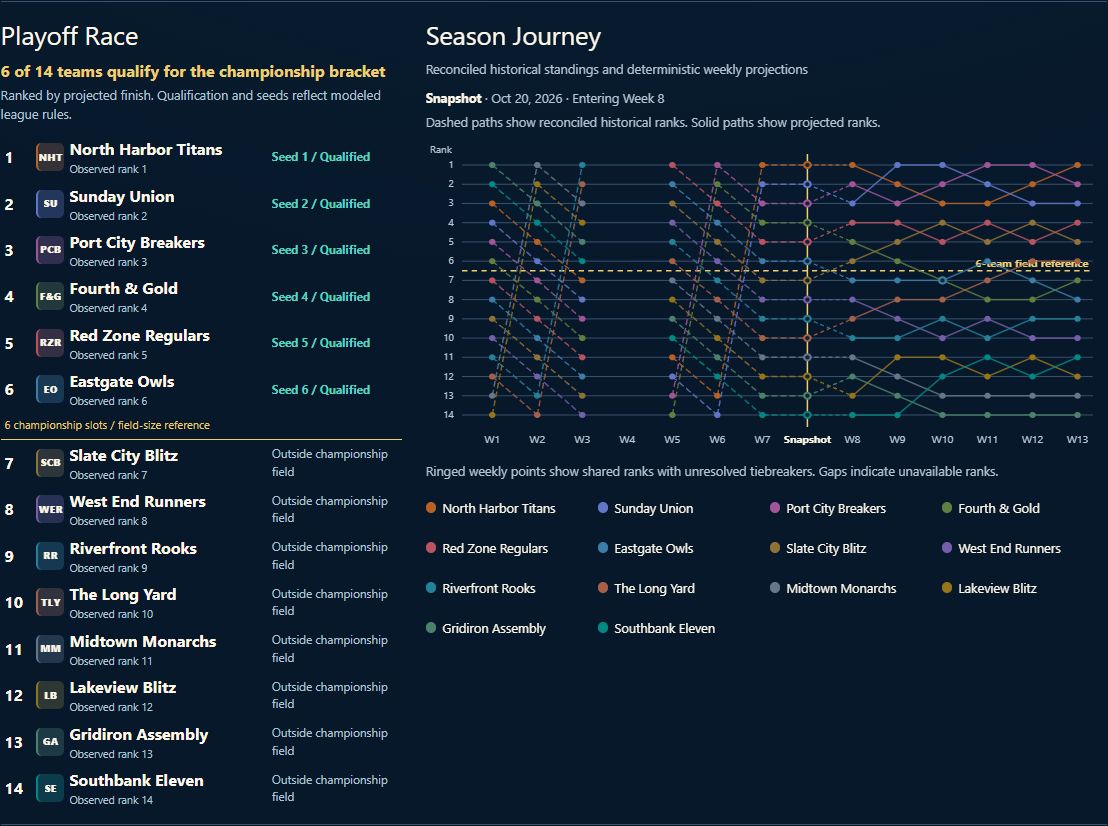 Playoff Race
6 of 14 teams qualify for the championship bracket
Ranked by projected finish. Qualification and seeds reflect modeled
league rules.
1
NHT
North Harbor Titans
Observed rank 1
Seed 1 / Qualified
2
SU
Sunday Union
Observed rank 2
Seed 2 / Qualified
3
PCB
Port City Breakers
Observed rank 3
Seed 3 / Qualified
4
F&G
Fourth & Gold
Observed rank 4
Seed 4 / Qualified
5
RZR
Red Zone Regulars
Observed rank 5
Seed 5 / Qualified
6
EO
Eastgate Owls
Observed rank 6
Seed 6 / Qualified
6 championship slots / field-size reference
7
SCB
Slate City Blitz
Observed rank 7
Outside championship
field
8
WER
West End Runners
Observed rank 8
Outside championship
field
9
RR
Riverfront Rooks
Observed rank 9
Outside championship
field
10
TLY
The Long Yard
Observed rank 10
Outside championship
field
11
MM
Midtown Monarchs
Observed rank 11
Outside championship
field
12
LB
Lakeview Blitz
Observed rank 12
Outside championship
field
13
GA
Gridiron Assembly
Observed rank 13
Outside championship
field
14
SE
Southbank Eleven
Observed rank 14
Outside championship
field
Season Journey
Reconciled historical standings and deterministic weekly projections
Snapshot · Oct 20, 2026 · Entering Week 8
Dashed paths show reconciled historical ranks. Solid paths show projected ranks.
Rank
1
2
3
4
5
6
7
8
9
10
11
12
13
14
6-team field reference
W1 W2 W3 W4 W5 W6 W7 Snapshot W8 W9 W10 W11 W12 W13
Ringed weekly points show shared ranks with unresolved tiebreakers. Gaps indicate unavailable ranks.
North Harbor Titans Sunday Union Port City Breakers Fourth & Gold
Red Zone Regulars Eastgate Owls Slate City Blitz West End Runners
Riverfront Rooks The Long Yard Midtown Monarchs Lakeview Blitz
Gridiron Assembly Southbank Eleven